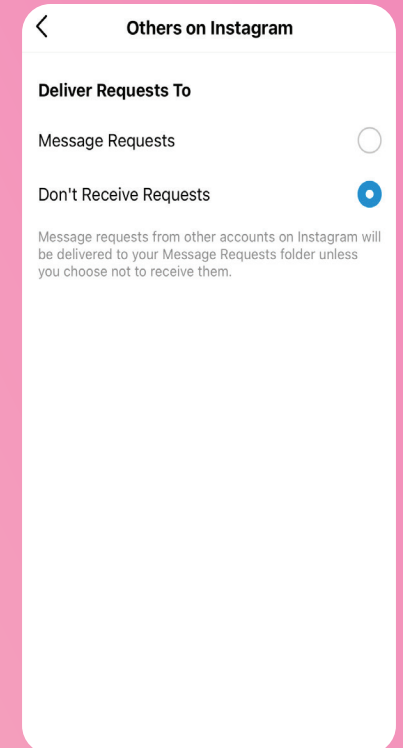 Others on Instagram
Deliver Requests To
Message Requests
Don't Receive Requests
Message requests from other accounts on Instagram will
be delivered to your Message Requests folder unless
you choose not to receive them.